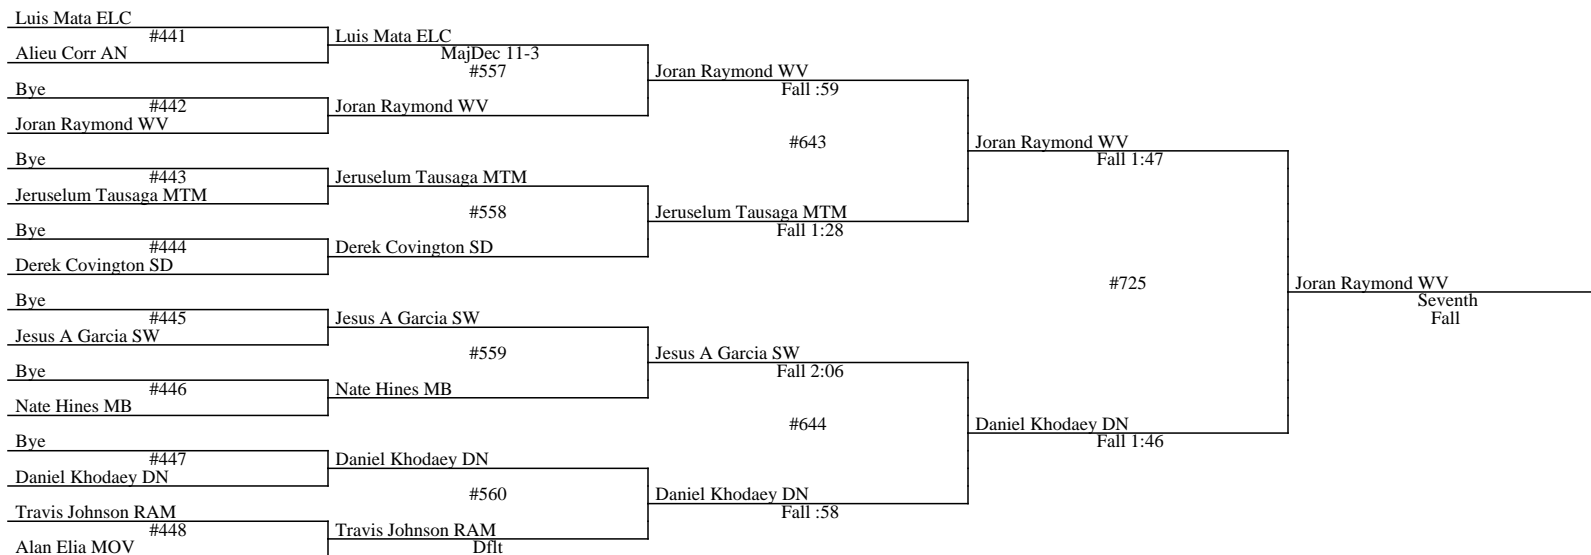 Luis Mata ELC
#441
Alieu Corr AN
Bye
#442
Joran Raymond WV
Bye
#443
Jeruselum Tausaga MTM
Bye
#444
Derek Covington SD
Bye
#445
Jesus A Garcia SW
Bye
#446
Nate Hines MB
Bye
#447
Daniel Khodaey DN
Travis Johnson RAM
#448
Alan Elia MOV
Luis Mata ELC
MajDec 11-3
#557
Joran Raymond WV
Jeruselum Tausaga MTM
#558
Derek Covington SD
Jesus A Garcia SW
#559
Nate Hines MB
Daniel Khodaey DN
#560
Travis Johnson RAM
Dflt
Joran Raymond WV
Fall :59
#643
Jeruselum Tausaga MTM
Fall 1:28
Jesus A Garcia SW
Fall 2:06
#644
Daniel Khodaey DN
Fall :58
Joran Raymond WV
Fall 1:47
#725
Daniel Khodaey DN
Fall 1:46
Joran Raymond WV
Seventh
Fall